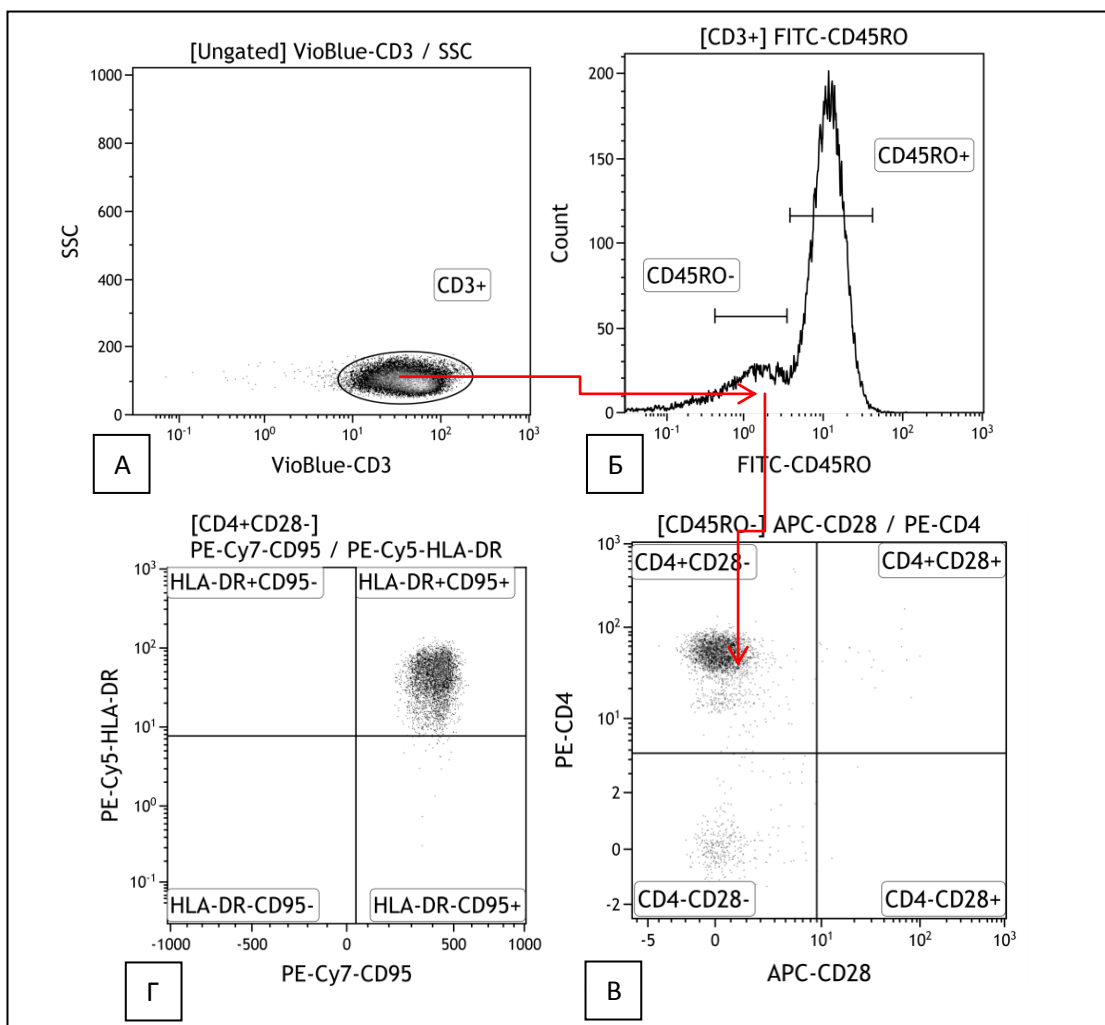 [Ungated] VioBlue-CD3 / SSC
1000
800
600
400
200
0
SSC
CD3+
10-1
100
101
102
103
VioBlue-CD3
А
[CD3+] FITC-CD45RO
200
150
100
50
0
Count
CD45RO+
CD45RO-
10-1
100
101
102
103
FITC-CD45RO
Б
[CD4+CD28-]
PE-Cy7-CD95 / PE-Cy5-HLA-DR
103
102
101
100
10-1
PE-Cy5-HLA-DR
HLA-DR+CD95-
HLA-DR+CD95+
HLA-DR-CD95-
HLA-DR-CD95+
-1000
-500
0
500
1000
PE-Cy7-CD95
Г
[CD45RO-] APC-CD28 / PE-CD4
103
102
101
2
0
-2
PE-CD4
CD4+CD28-
CD4+CD28+
CD4-CD28-
CD4-CD28+
-5
0
101
102
103
APC-CD28
В